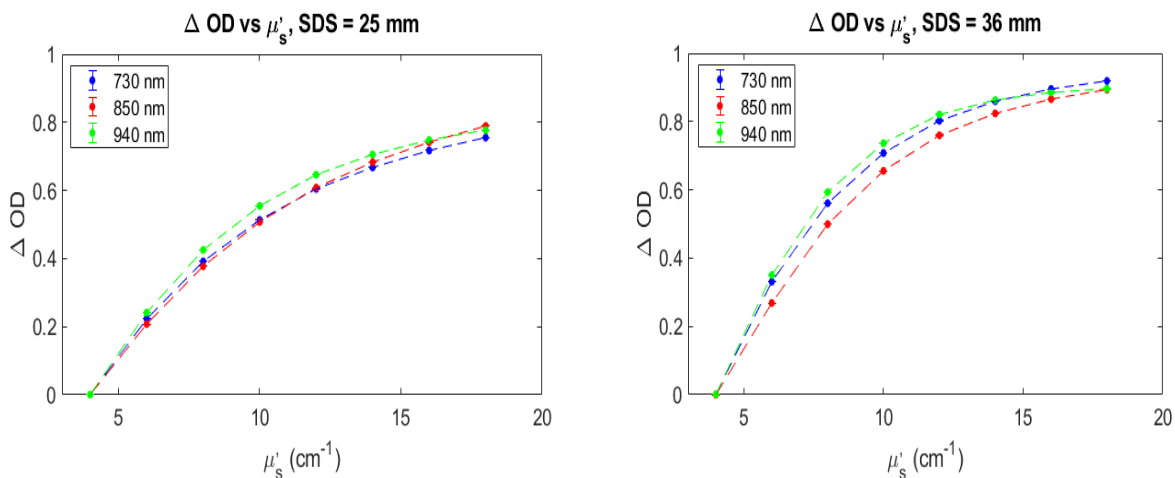 Δ OD vs μ's, SDS = 25 mm
1
0.8
0.6
0.4
0.2
0
Δ OD
730 nm
850 nm
940 nm
5
10
15
20
μ's (cm-1)
Δ OD vs μ's, SDS = 36 mm
1
0.8
0.6
0.4
0.2
0
Δ OD
730 nm
850 nm
940 nm
5
10
15
20
μ's (cm-1)